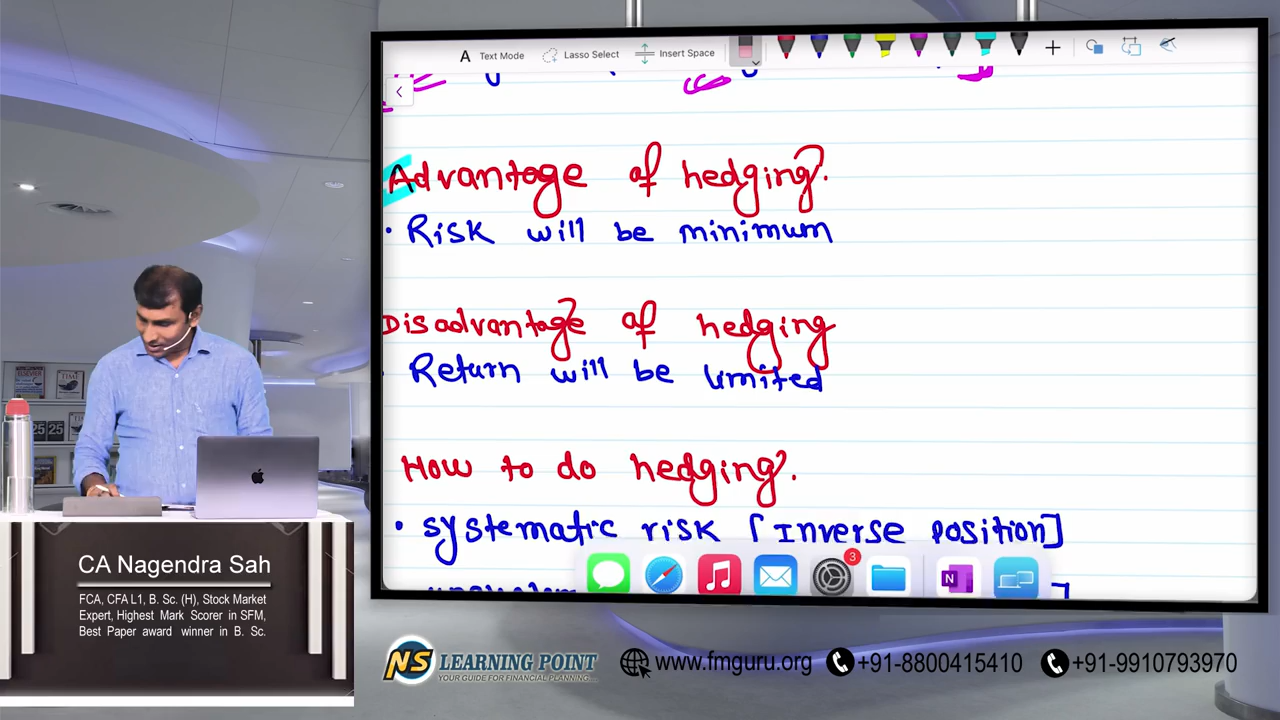 Text Mode
Lasso Select
Insert Space
Advantage of hedging?
• Risk will be minimum
Disadvantage of hedging
• Return will be limited
How to do hedging?
• systematic risk [Inverse position]
3
N
CA Nagendra Sah
FCA, CFA L1, B. Sc. (H), Stock Market
Expert, Highest Mark Scorer in SFM,
Best Paper award winner in B. Sc.
NS LEARNING POINT
YOUR GUIDE FOR FINANCIAL PLANNING....
www.fmguru.org
+91-8800415410
+91-9910793970